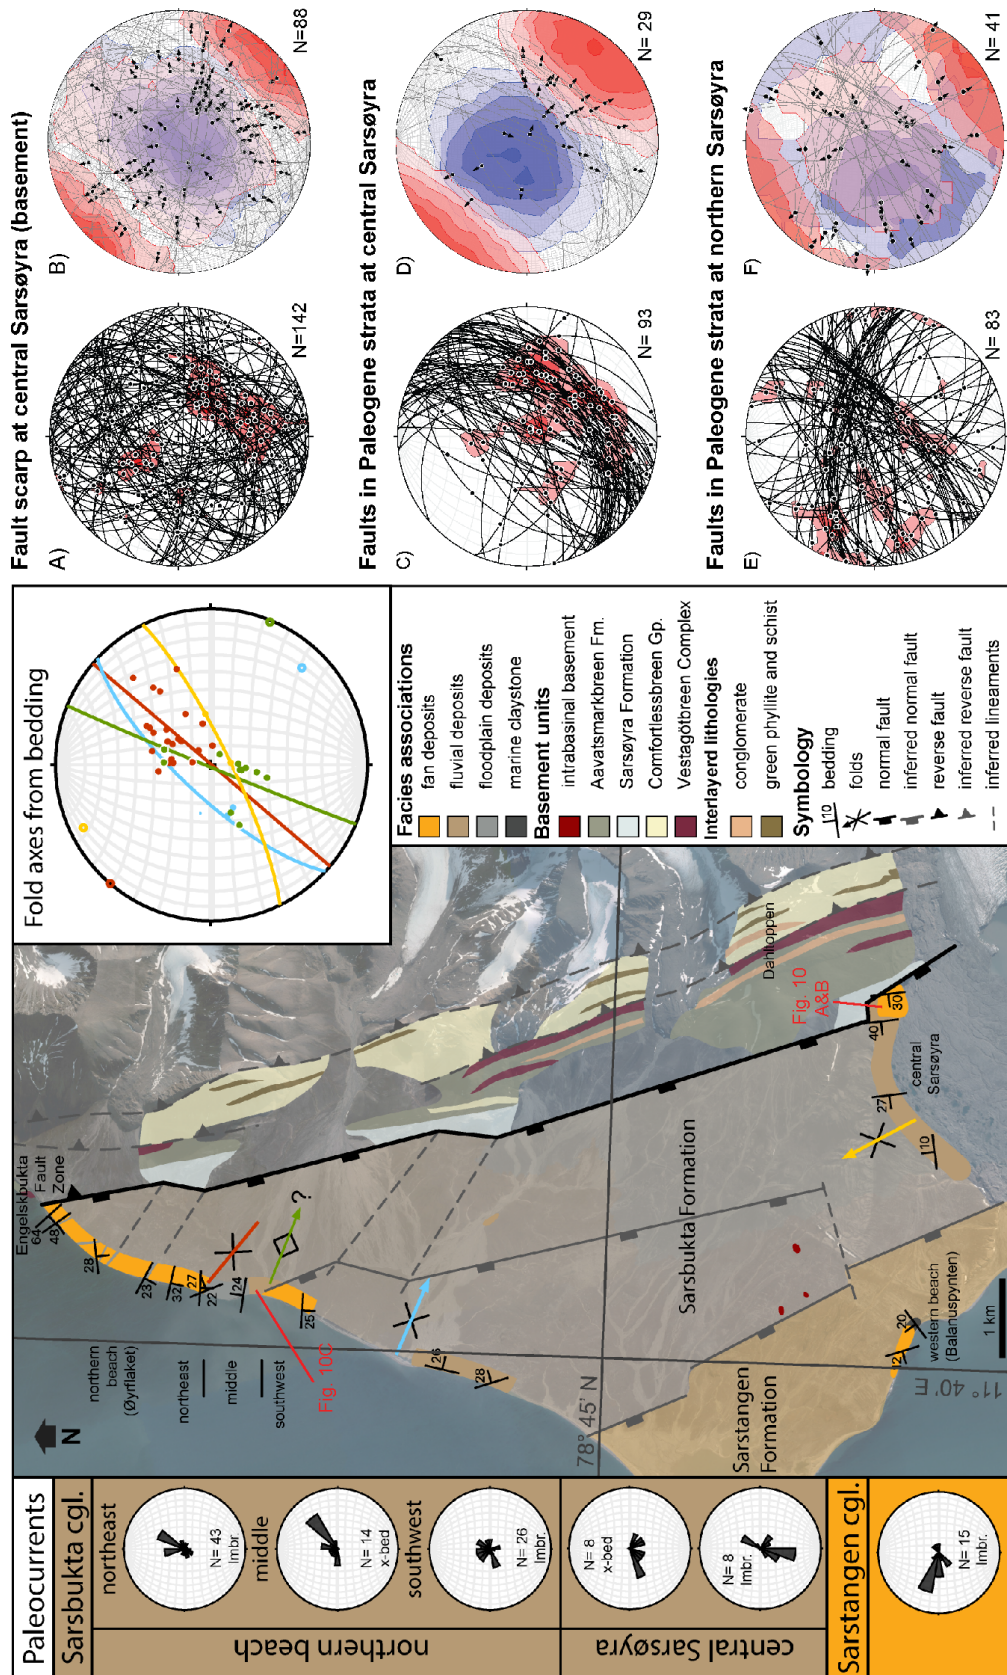 Paleocurrents
Sarsbukta cgl.
northern beach
northeast
N= 43
Imbr.
middle
N= 14
x-bed
southwest
N= 26
Imbr.
central Sarsøyra
N= 8
x-bed
N= 8
Imbr.
Sarstangen cgl.
N= 15
Imbr.
N
northern
beach
(Øyrflaket)
northeast
middle
southwest
Fig. 10C
Engelskbukta
Fault
Zone
64
48
28
23
32
27
22
24
25
26
28
?
78° 45' N
11° 40' E
Sarsbukta Formation
Sarstangen
Formation
12
20
western beach
(Balanuspynten)
1 km
10
27
40
30
central
Sarsøyra
Fig. 10
A&B
Dahltoppen
Fold axes from bedding
Facies associations
fan deposits
fluvial deposits
floodplain deposits
marine claystone
Basement units
intrabasinal basement
Aavatsmarkbreen Fm.
Sarsøyra Formation
Comfortlessbreen Gp.
Vestagötbreen Complex
Interlayerd lithologies
conglomerate
green phyllite and schist
Symbology
10 bedding
folds
normal fault
inferred normal fault
reverse fault
inferred reverse fault
inferred lineaments
Fault scarp at central Sarsøyra (basement)
A)
N=142
B)
N=88
Faults in Paleogene strata at central Sarsøyra
C)
N= 93
D)
N= 29
Faults in Paleogene strata at northern Sarsøyra
E)
N= 83
F)
N= 41